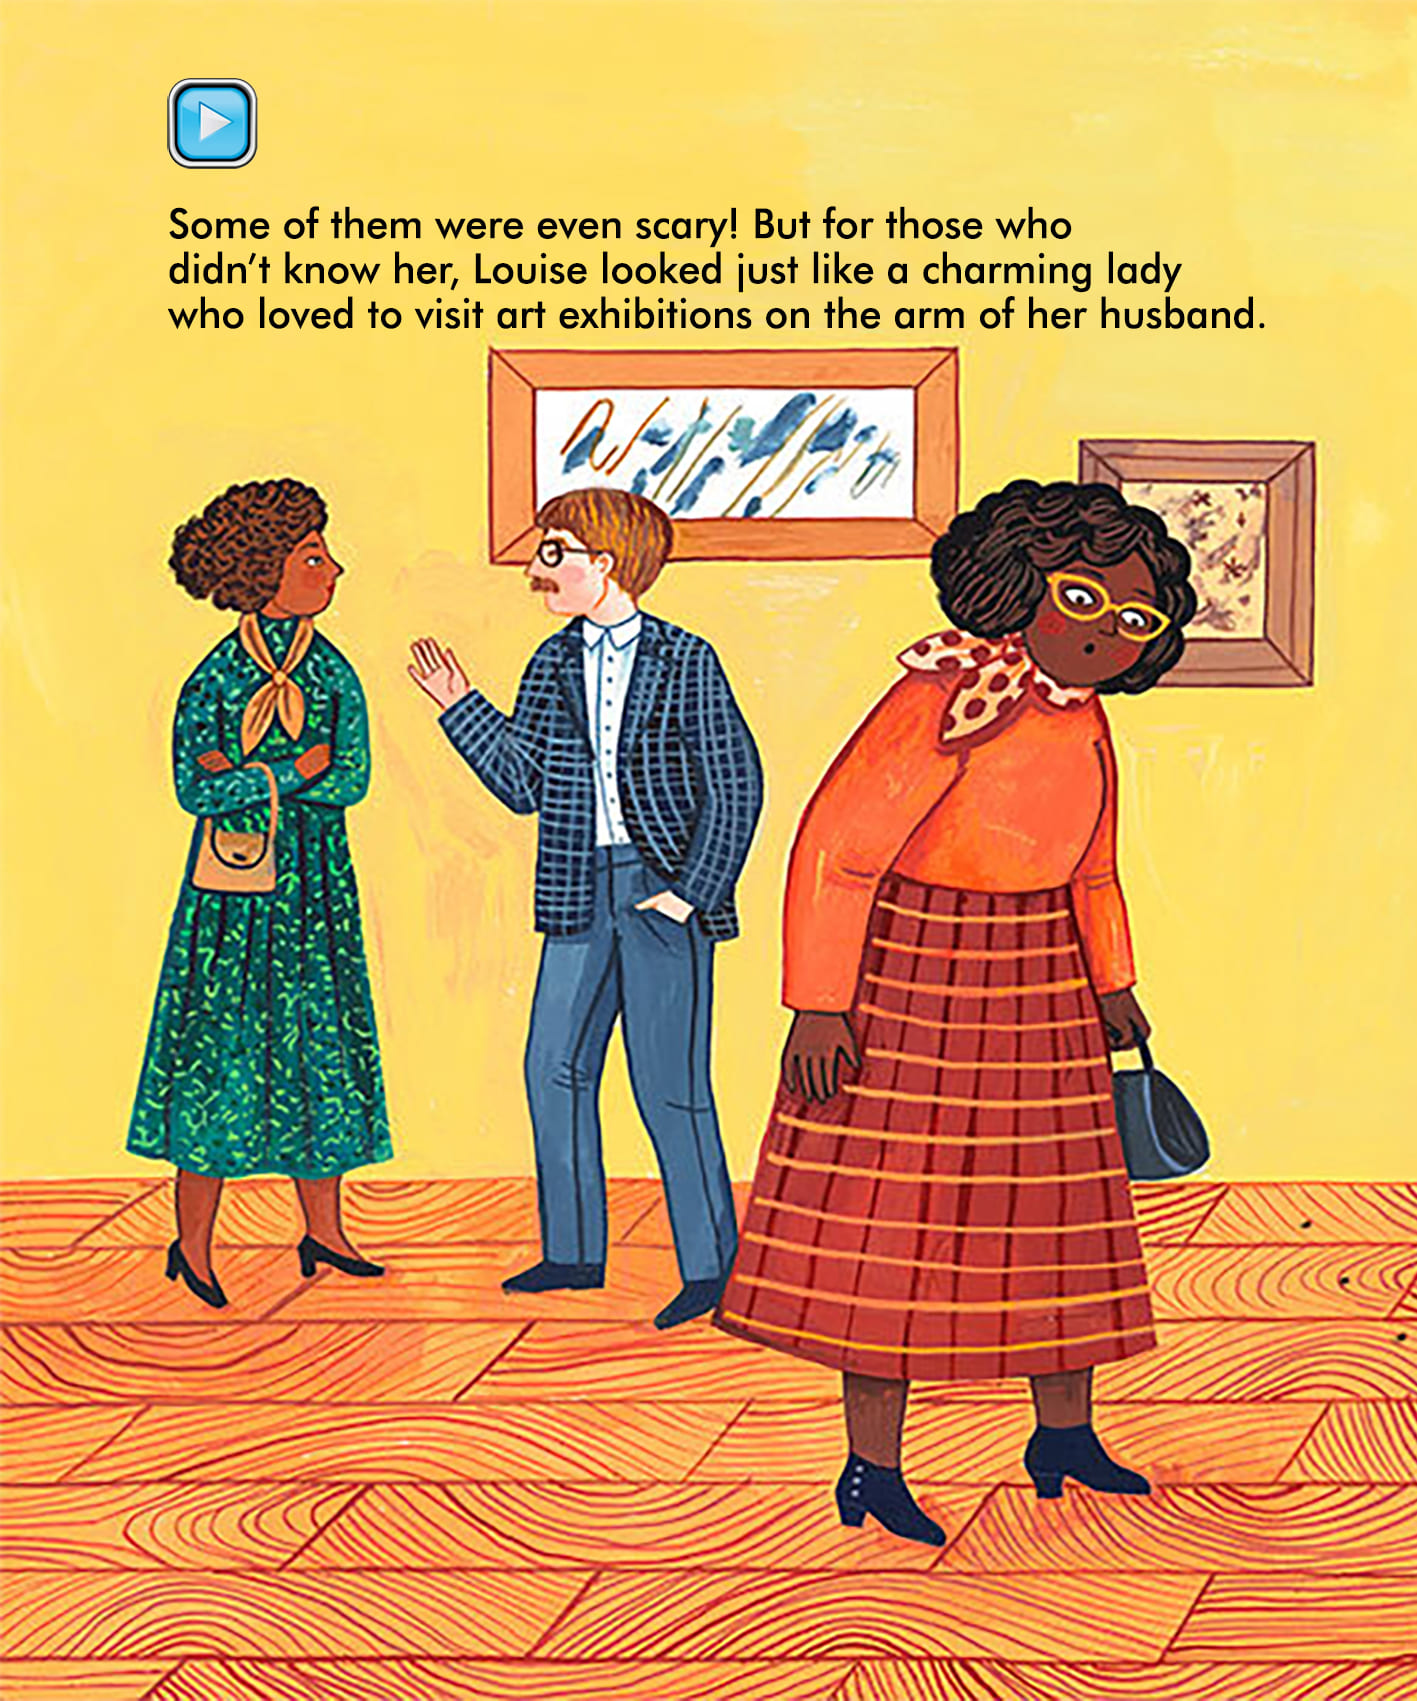 Some of them were even scary! But for those who
didn’t know her, Louise looked just like a charming lady
who loved to visit art exhibitions on the arm of her husband.